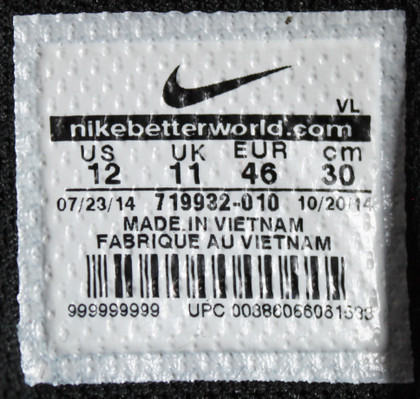 VL
nikebetterworld.com
US UK EUR cm
12 11 46 30
07/23/14 719932-010 10/20/14
MADE IN VIETNAM
FABRIQUE AU VIETNAM
999999999 UPC